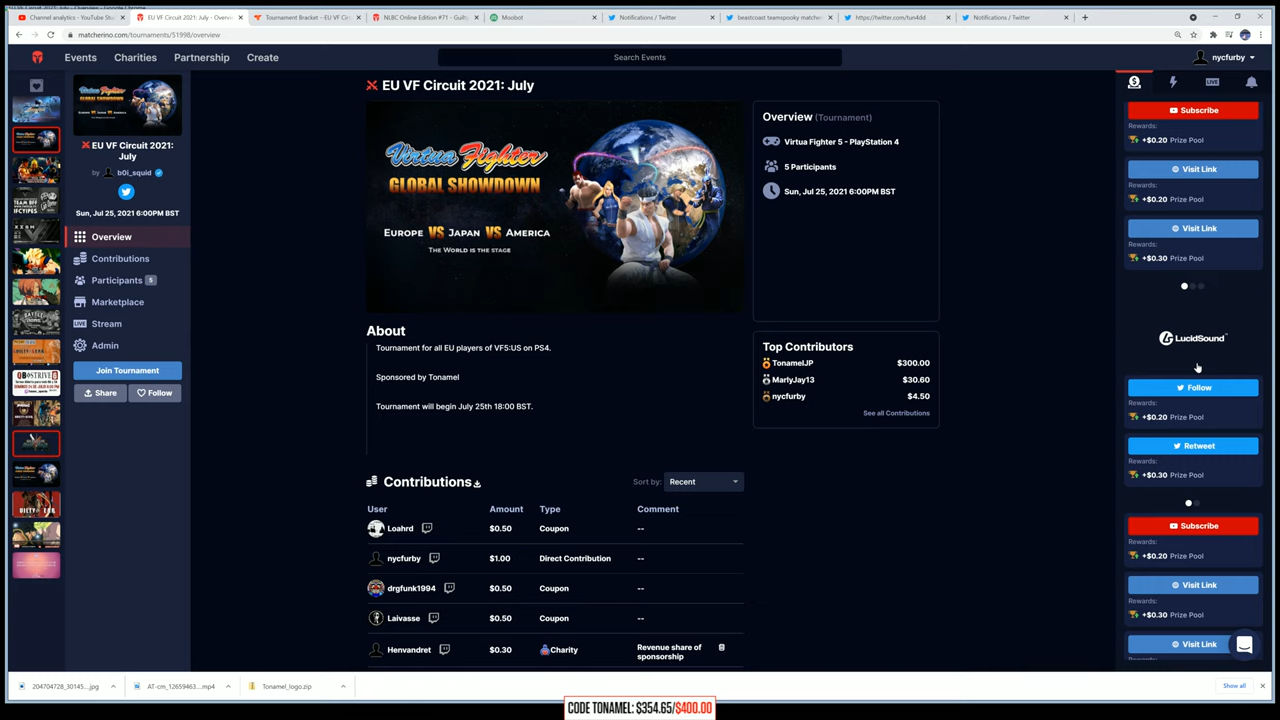 Channel analytics - YouTube Stu
EU VF Circuit 2021: July - Overvie
Tournament Bracket -- EU VF Circ
NLBC Online Edition #71 - Guilty
Moobot
Notifications / Twitter
beastcoast teamspooky matcher
https://twitter.com/tun4dd
Notifications / Twitter
matcherino.com/tournaments/51998/overview
Events
Charities
Partnership
Create
Search Events
nycfurby
EU VF Circuit 2021: July
by b0i_squid
Sun, Jul 25, 2021 6:00PM BST
Overview
Contributions
Participants 5
Marketplace
LIVE Stream
Admin
Join Tournament
Share
Follow
EU VF Circuit 2021: July
Virtua Fighter
GLOBAL SHOWDOWN
EUROPE VS JAPAN VS AMERICA
THE WORLD IS THE STAGE
Overview (Tournament)
Virtua Fighter 5 - PlayStation 4
5 Participants
Sun, Jul 25, 2021 6:00PM BST
About
Tournament for all EU players of VF5:US on PS4.
Sponsored by Tonamel
Tournament will begin July 25th 18:00 BST.
Top Contributors
TonamelJP $300.00
MarlyJay13 $30.60
nycfurby $4.50
See all Contributions
Contributions
Sort by: Recent
User Amount Type Comment
Loahrd $0.50 Coupon --
nycfurby $1.00 Direct Contribution --
drgfunk1994 $0.50 Coupon --
Laivasse $0.50 Coupon --
Henvandret $0.30 Charity Revenue share of
sponsorship
LIVE
Subscribe
Rewards:
+$0.20 Prize Pool
Visit Link
Rewards:
+$0.20 Prize Pool
Visit Link
Rewards:
+$0.30 Prize Pool
LucidSound
Follow
Rewards:
+$0.20 Prize Pool
Retweet
Rewards:
+$0.30 Prize Pool
Subscribe
Rewards:
+$0.20 Prize Pool
Visit Link
Rewards:
+$0.30 Prize Pool
Visit Link
204704728_30145...jpg
AT-cm_12659463....mp4
Tonamel_logo.zip
Show all
CODE TONAMEL: $354.65/$400.00